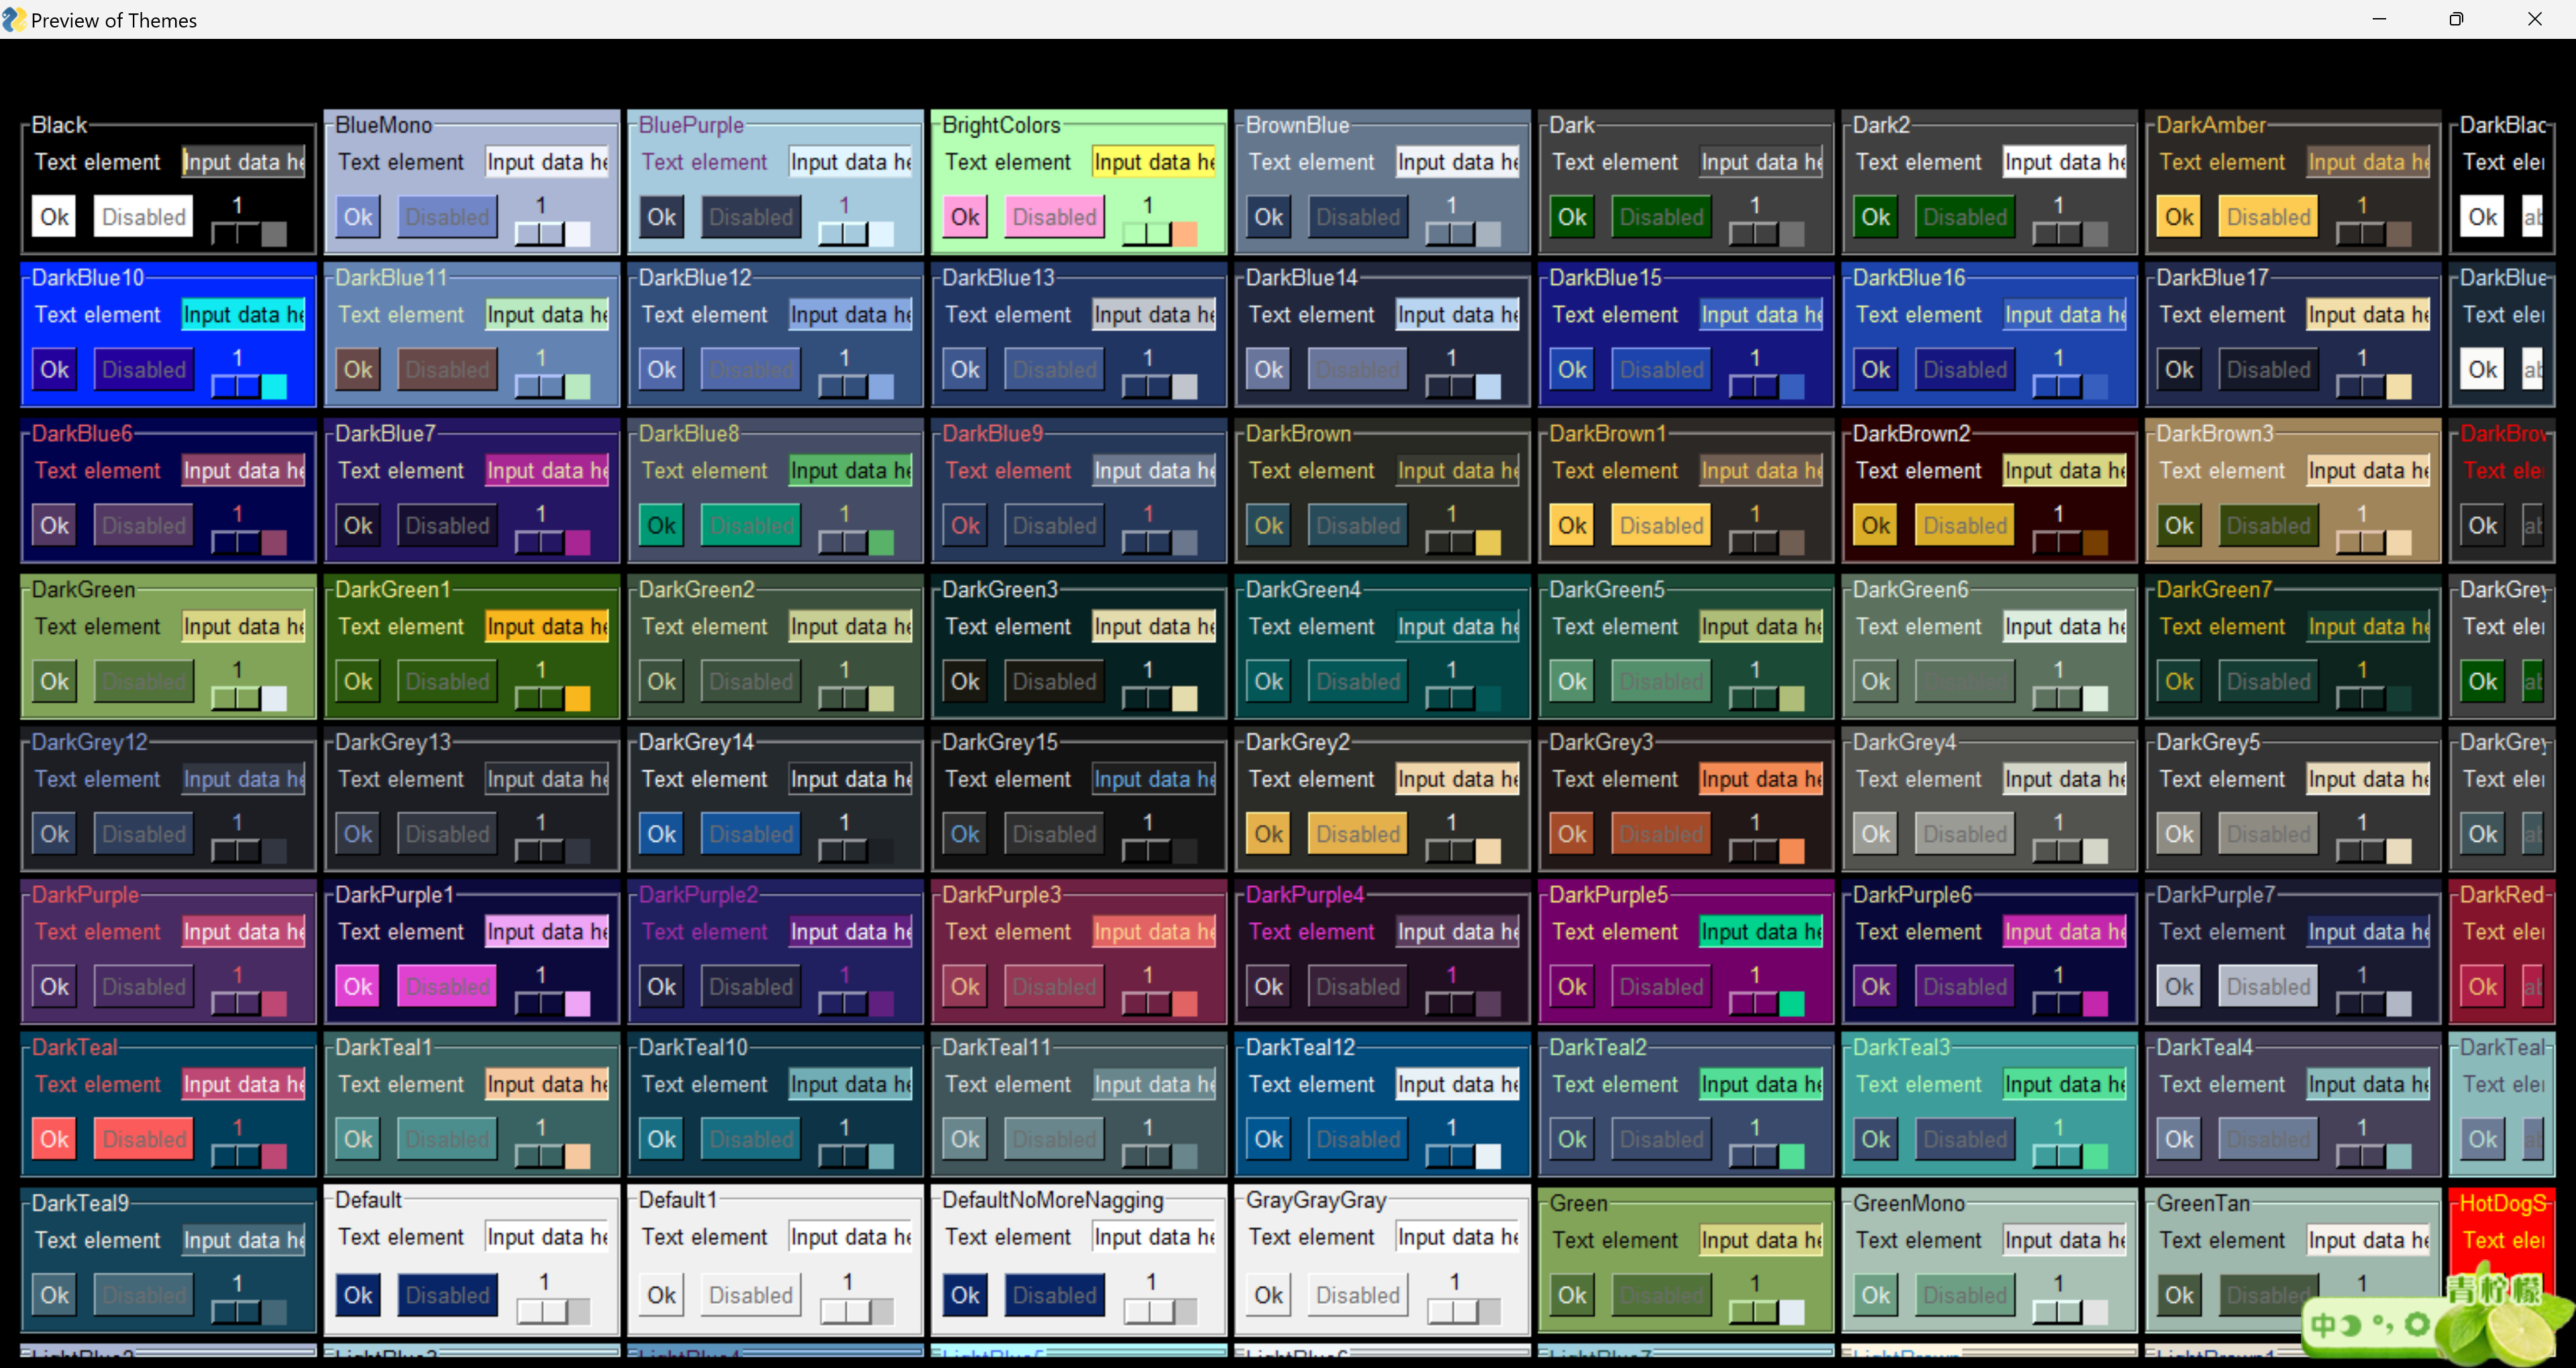 Preview of Themes
Black BlueMono BluePurple BrightColors BrownBlue Dark Dark2 DarkAmber DarkBlac
Text element Input data he Text element Input data he Text element Input data he Text element Input data he Text element Input data he Text element Input data he Text element Input data he Text element Input data he Text ele
Ok Disabled 1 Ok Disabled 1 Ok Disabled 1 Ok Disabled 1 Ok Disabled 1 Ok Disabled 1 Ok Disabled 1 Ok Disabled 1 Ok ab
DarkBlue10 DarkBlue11 DarkBlue12 DarkBlue13 DarkBlue14 DarkBlue15 DarkBlue16 DarkBlue17 DarkBlue
Text element Input data he Text element Input data he Text element Input data he Text element Input data he Text element Input data he Text element Input data he Text element Input data he Text element Input data he Text ele
Ok Disabled 1 Ok Disabled 1 Ok Disabled 1 Ok Disabled 1 Ok Disabled 1 Ok Disabled 1 Ok Disabled 1 Ok Disabled 1 Ok ab
DarkBlue6 DarkBlue7 DarkBlue8 DarkBlue9 DarkBrown DarkBrown1 DarkBrown2 DarkBrown3 DarkBrow
Text element Input data he Text element Input data he Text element Input data he Text element Input data he Text element Input data he Text element Input data he Text element Input data he Text element Input data he Text ele
Ok Disabled 1 Ok Disabled 1 Ok Disabled 1 Ok Disabled 1 Ok Disabled 1 Ok Disabled 1 Ok Disabled 1 Ok Disabled 1 Ok ab
DarkGreen DarkGreen1 DarkGreen2 DarkGreen3 DarkGreen4 DarkGreen5 DarkGreen6 DarkGreen7 DarkGrey
Text element Input data he Text element Input data he Text element Input data he Text element Input data he Text element Input data he Text element Input data he Text element Input data he Text element Input data he Text ele
Ok Disabled 1 Ok Disabled 1 Ok Disabled 1 Ok Disabled 1 Ok Disabled 1 Ok Disabled 1 Ok Disabled 1 Ok Disabled 1 Ok ab
DarkGrey12 DarkGrey13 DarkGrey14 DarkGrey15 DarkGrey2 DarkGrey3 DarkGrey4 DarkGrey5 DarkGrey
Text element Input data he Text element Input data he Text element Input data he Text element Input data he Text element Input data he Text element Input data he Text element Input data he Text element Input data he Text ele
Ok Disabled 1 Ok Disabled 1 Ok Disabled 1 Ok Disabled 1 Ok Disabled 1 Ok Disabled 1 Ok Disabled 1 Ok Disabled 1 Ok ab
DarkPurple DarkPurple1 DarkPurple2 DarkPurple3 DarkPurple4 DarkPurple5 DarkPurple6 DarkPurple7 DarkRed
Text element Input data he Text element Input data he Text element Input data he Text element Input data he Text element Input data he Text element Input data he Text element Input data he Text element Input data he Text ele
Ok Disabled 1 Ok Disabled 1 Ok Disabled 1 Ok Disabled 1 Ok Disabled 1 Ok Disabled 1 Ok Disabled 1 Ok Disabled 1 Ok ab
DarkTeal DarkTeal1 DarkTeal10 DarkTeal11 DarkTeal12 DarkTeal2 DarkTeal3 DarkTeal4 DarkTeal
Text element Input data he Text element Input data he Text element Input data he Text element Input data he Text element Input data he Text element Input data he Text element Input data he Text element Input data he Text ele
Ok Disabled 1 Ok Disabled 1 Ok Disabled 1 Ok Disabled 1 Ok Disabled 1 Ok Disabled 1 Ok Disabled 1 Ok Disabled 1 Ok ab
DarkTeal9 Default Default1 DefaultNoMoreNagging GrayGrayGray Green GreenMono GreenTan HotDogS
Text element Input data he Text element Input data he Text element Input data he Text element Input data he Text element Input data he Text element Input data he Text element Input data he Text element Input data he Text ele
Ok Disabled 1 Ok Disabled 1 Ok Disabled 1 Ok Disabled 1 Ok Disabled 1 Ok Disabled 1 Ok Disabled 1 Ok Disabled 1
青柠檬
中